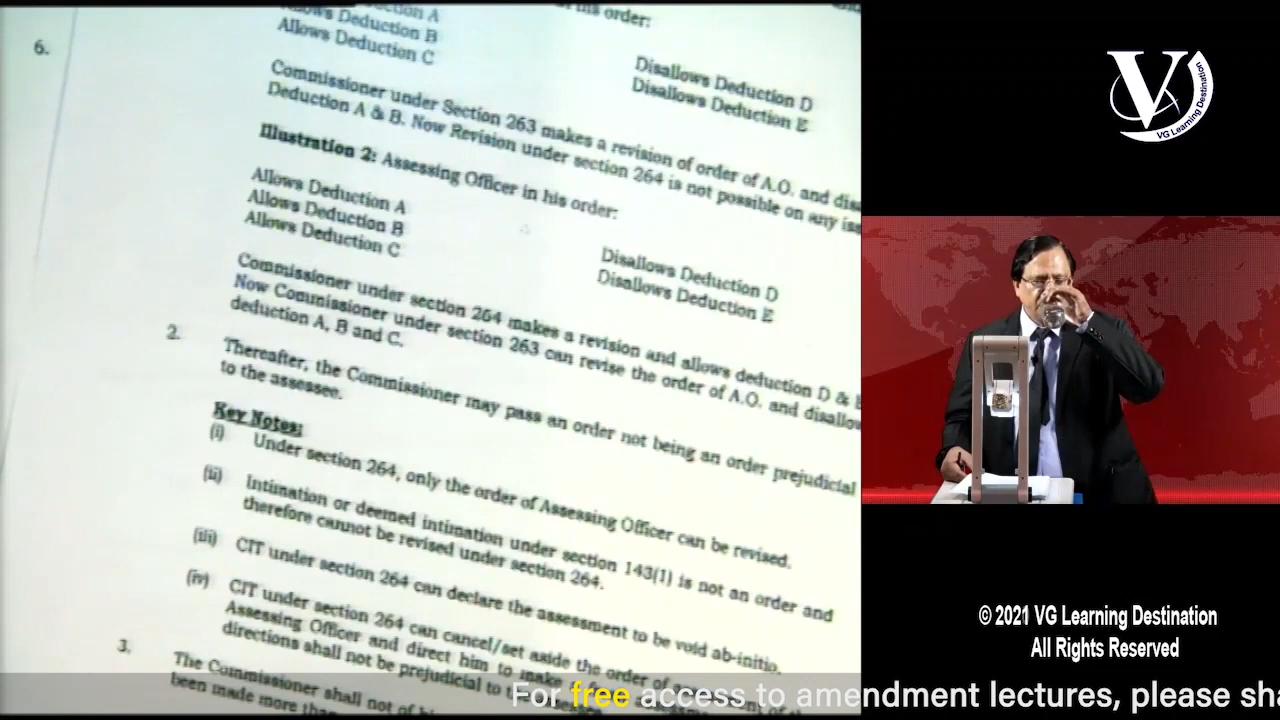 his order:
Allows Deduction B
Allows Deduction C
Disallows Deduction D
Disallows Deduction E
6.
Commissioner under Section 263 makes a revision of order of A.O. and
Deduction A & B. Now Revision under section 264 is not possible on any
Illustration 2: Assessing Officer in his order:
Allows Deduction A
Allows Deduction B
Allows Deduction C
Disallows Deduction D
Disallows Deduction E
Commissioner under section 264 makes a revision and allows deduction D &
Now Commissioner under section 263 can revise the order of A.O. and
deduction A, B and C.
2. Thereafter, the Commissioner may pass an order not being an order prejudicial
to the assessee.
Key Notes:
(i) Under section 264, only the order of Assessing Officer can be revised.
(ii) Intimation or deemed intimation under section 143(1) is not an order and
therefore cannot be revised under section 264.
(iii) CIT under section 264 can declare the assessment to be void ab-initio.
(iv) CIT under section 264 can cancel/set aside the order of
Assessing Officer and direct him to make
directions shall not be prejudicial to
3. The Commissioner shall not of
been made more than
V
VG Learning Destination
© 2021 VG Learning Destination
All Rights Reserved
For free access to amendment lectures, please